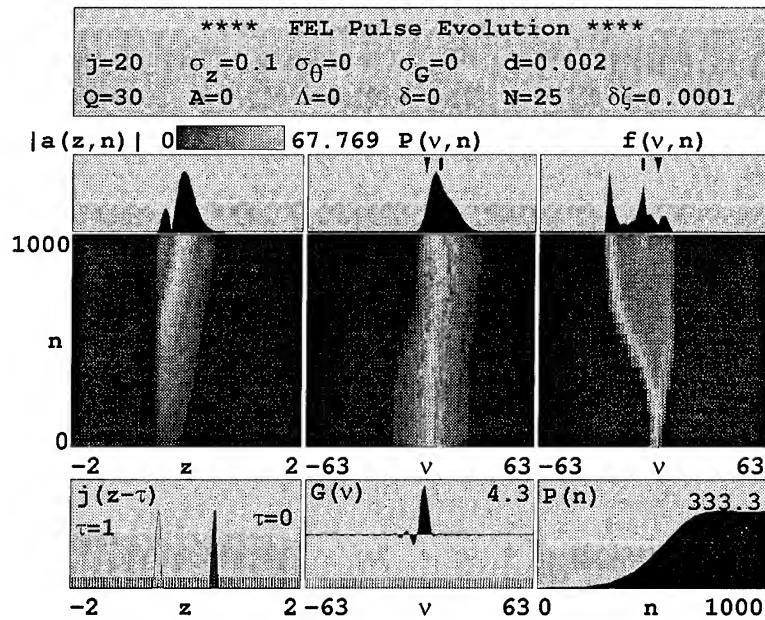 **** FEL Pulse Evolution ****
j=20 σz=0.1 σθ=0 σG=0 d=0.002
Q=30 A=0 Λ=0 δ=0 N=25 δζ=0.0001
|a(z,n)| 0 67.769 P(ν,n) f(ν,n)
1000
n
0
-2 z 2 -63 ν 63 -63 ν 63
j(z-τ) G(ν) 4.3 P(n) 333.3
τ=1 τ=0
-2 z 2 -63 ν 63 0 n 1000